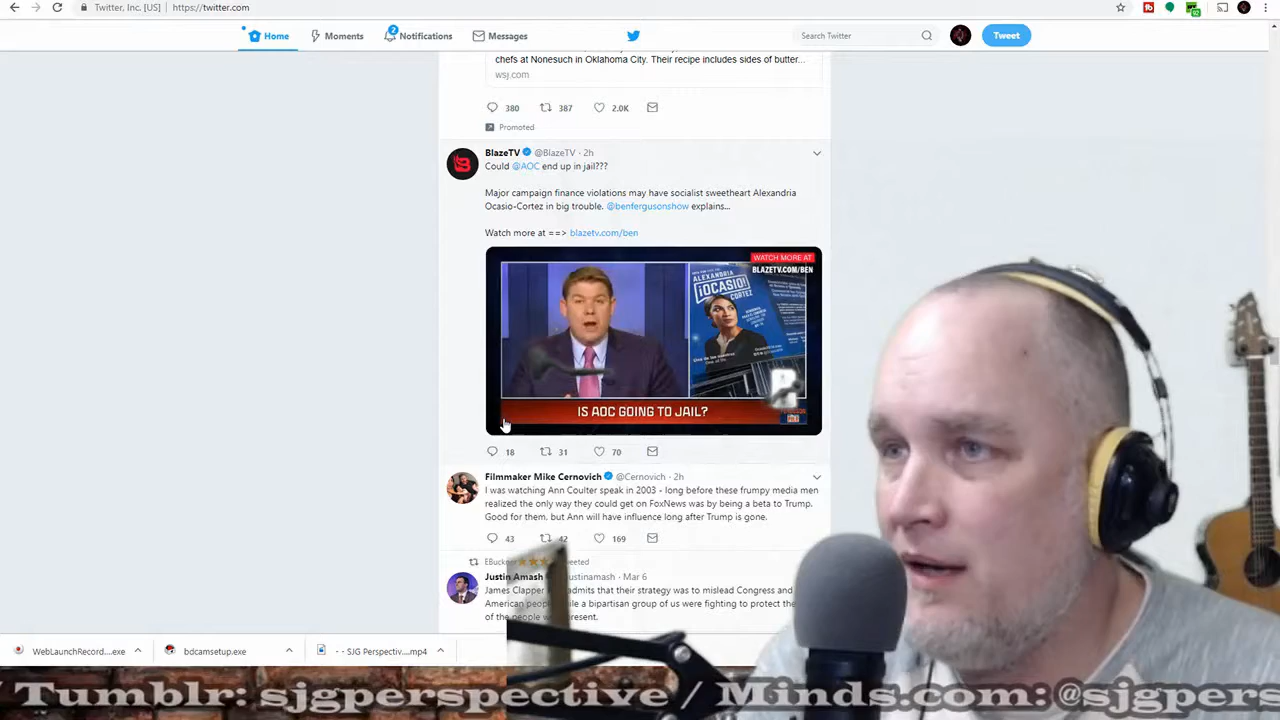 Twitter, Inc. [US] | https://twitter.com
Home
Moments
2
Notifications
Messages
Search Twitter
Tweet
chefs at Nonesuch in Oklahoma City. Their recipe includes sides of butter...
wsj.com
380 387 2.0K
Promoted
BlazeTV @BlazeTV · 2h
Could @AOC end up in jail???
Major campaign finance violations may have socialist sweetheart Alexandria
Ocasio-Cortez in big trouble. @benfergusonshow explains...
Watch more at ==> blazetv.com/ben
WATCH MORE AT
BLAZETV.COM/BEN
ALEXANDRIA
¡OCASIO!
CORTEZ
IS AOC GOING TO JAIL?
18 31 70
Filmmaker Mike Cernovich @Cernovich · 2h
I was watching Ann Coulter speak in 2003 - long before these frumpy media men
realized the only way they could get on FoxNews was by being a beta to Trump.
Good for them, but Ann will have influence long after Trump is gone.
43 42 169
Justin Amash · Mar 6
James Clapper admits that their strategy was to mislead Congress and
American a bipartisan group of us were fighting to protect the
of the people
WebLaunchRecord....exe
bdcamsetup.exe
- - SJG Perspectiv....mp4
/ Tumblr: sjgperspective / Minds.com: @sjgpers